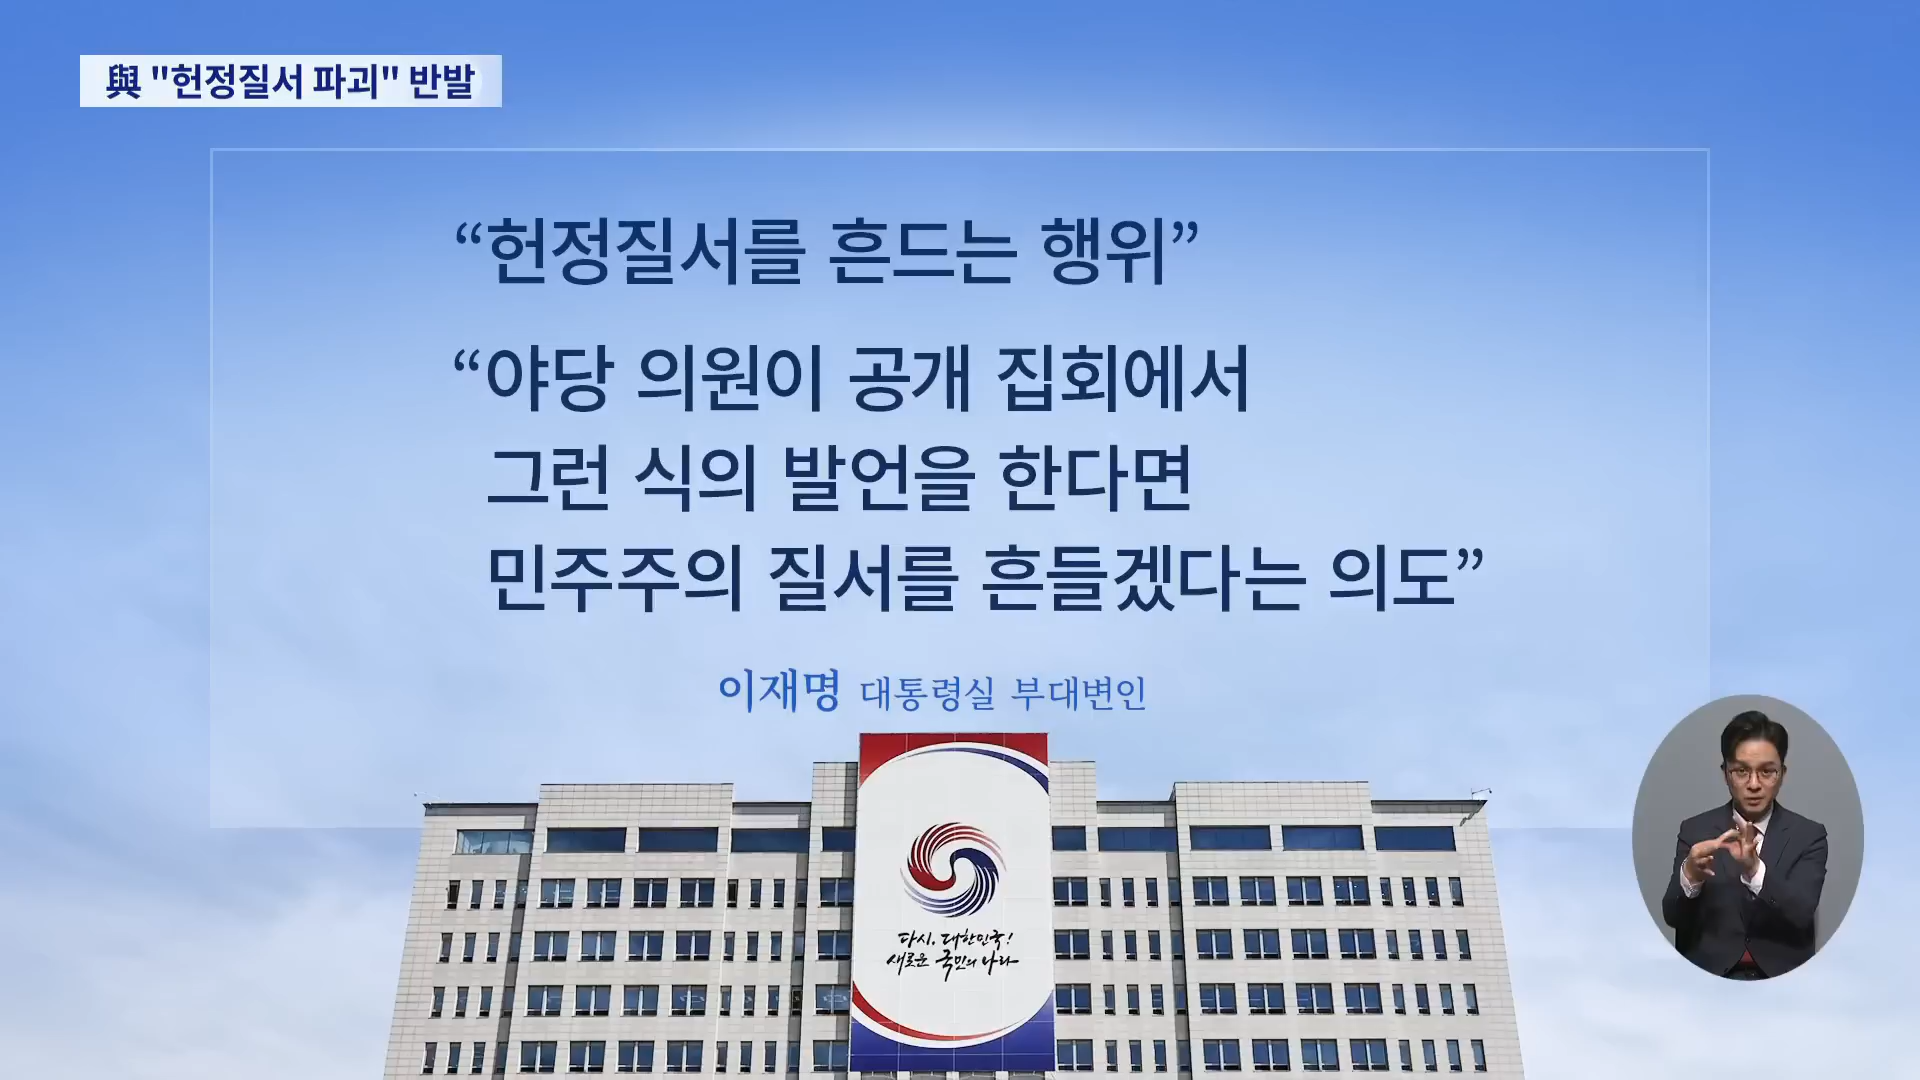 與 "헌정질서 파괴" 반발
“헌정질서를 흔드는 행위”
“야당 의원이 공개 집회에서
그런 식의 발언을 한다면
민주주의 질서를 흔들겠다는 의도”
이재명 대통령실 부대변인
다시, 대한민국!
새로운 국민의 나라